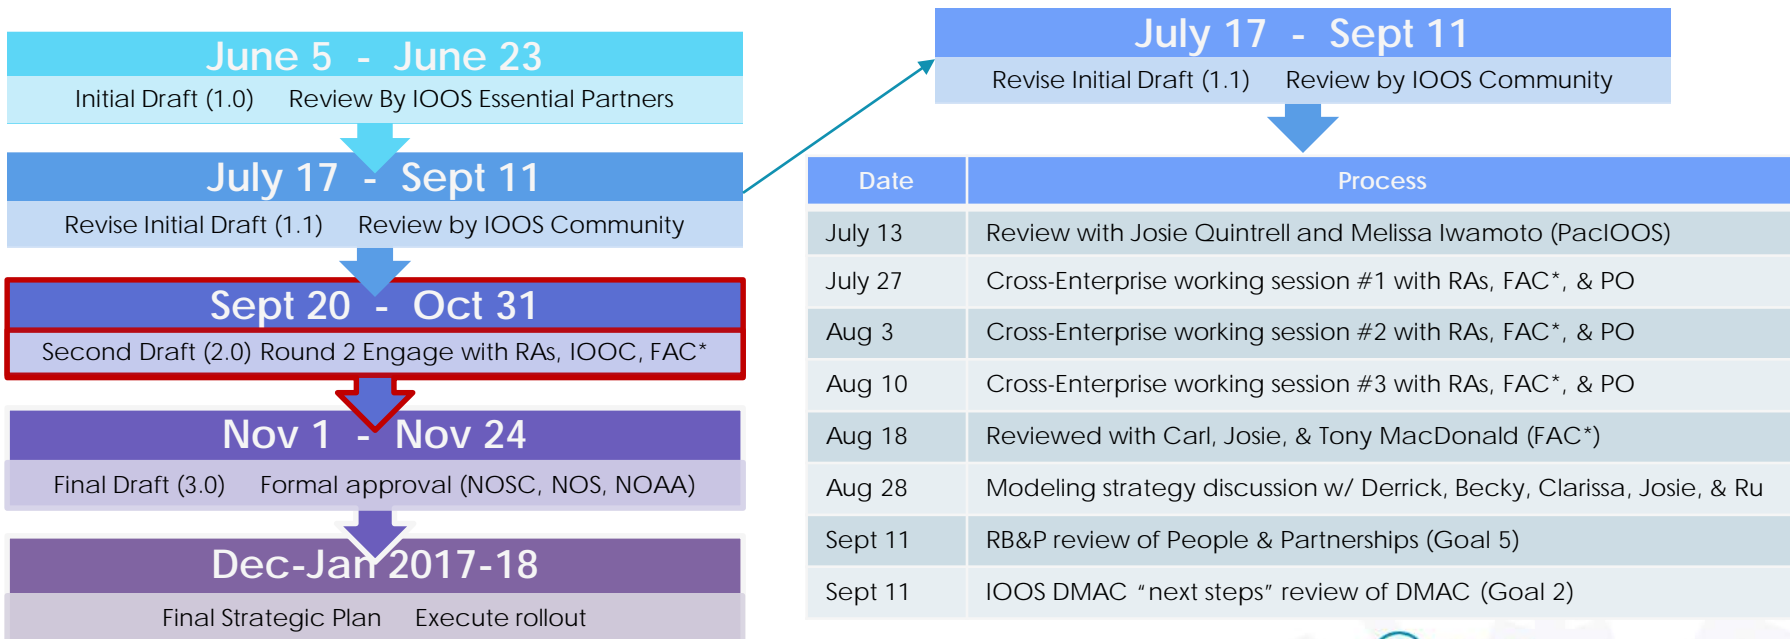 June 5 - June 23
Initial Draft (1.0) Review By IOOS Essential Partners
July 17 - Sept 11
Revise Initial Draft (1.1) Review by IOOS Community
Sept 20 - Oct 31
Second Draft (2.0) Round 2 Engage with RAs, IOOC, FAC*
Nov 1 - Nov 24
Final Draft (3.0) Formal approval (NOSC, NOS, NOAA)
Dec-Jan 2017-18
Final Strategic Plan Execute rollout
July 17 - Sept 11
Revise Initial Draft (1.1) Review by IOOS Community
Date Process
July 13 Review with Josie Quintrell and Melissa Iwamoto (PacIOOS)
July 27 Cross-Enterprise working session #1 with RAs, FAC*, & PO
Aug 3 Cross-Enterprise working session #2 with RAs, FAC*, & PO
Aug 10 Cross-Enterprise working session #3 with RAs, FAC*, & PO
Aug 18 Reviewed with Carl, Josie, & Tony MacDonald (FAC*)
Aug 28 Modeling strategy discussion w/ Derrick, Becky, Clarissa, Josie, & Ru
Sept 11 RB&P review of People & Partnerships (Goal 5)
Sept 11 IOOS DMAC “next steps” review of DMAC (Goal 2)